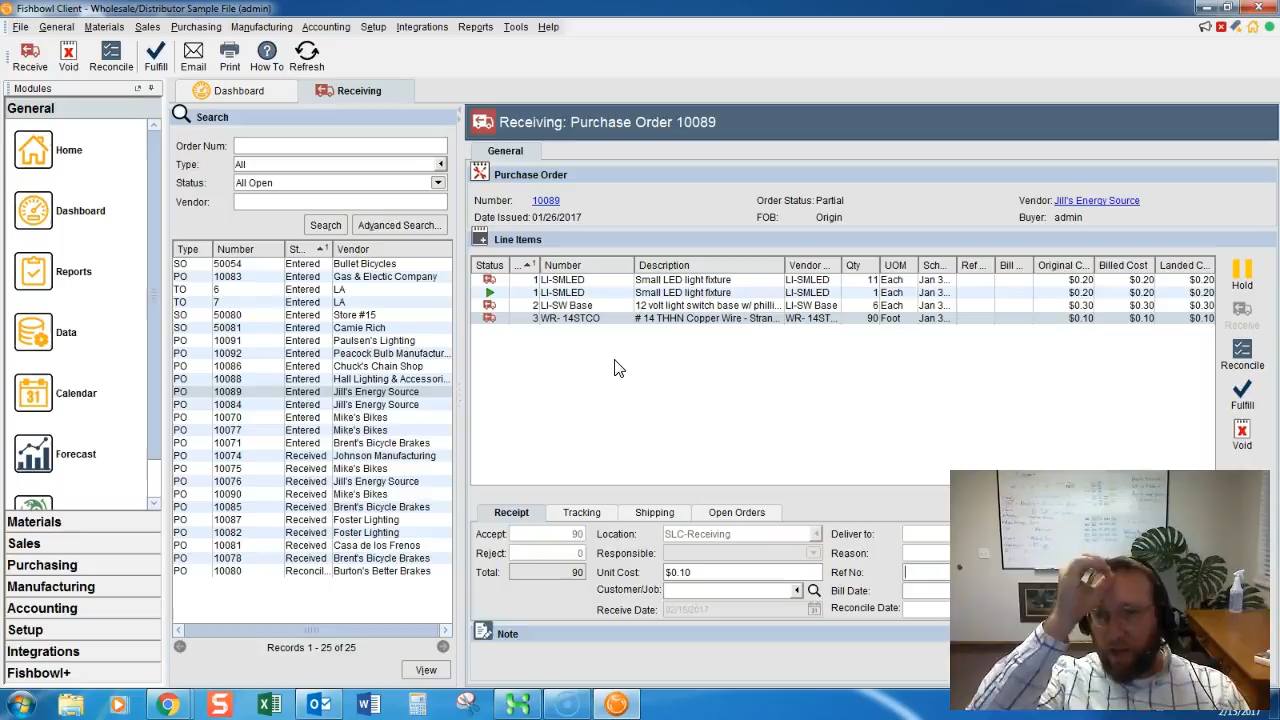 Fishbowl Client - Wholesale/Distributor Sample File (admin)
File General Materials Sales Purchasing Manufacturing Accounting Setup Integrations Reports Tools Help
Receive Void Reconcile Fulfill Email Print How To Refresh
Modules
General
Home
Dashboard
Reports
Data
31
Calendar
Forecast
Materials
Sales
Purchasing
Manufacturing
Accounting
Setup
Integrations
Fishbowl+
Dashboard Receiving
Search
Order Num:
Type: All
Status: All Open
Vendor:
Search Advanced Search...
Type Number St... 1 Vendor
SO 50054 Entered Bullet Bicycles
PO 10083 Entered Gas & Electic Company
TO 6 Entered LA
TO 7 Entered LA
SO 50080 Entered Store #15
SO 50081 Entered Camie Rich
PO 10091 Entered Paulsen's Lighting
PO 10092 Entered Peacock Bulb Manufactur...
PO 10086 Entered Chuck's Chain Shop
PO 10088 Entered Hall Lighting & Accessori...
PO 10089 Entered Jill's Energy Source
PO 10084 Entered Jill's Energy Source
PO 10070 Entered Mike's Bikes
PO 10077 Entered Mike's Bikes
PO 10071 Entered Brent's Bicycle Brakes
PO 10074 Received Johnson Manufacturing
PO 10075 Received Mike's Bikes
PO 10076 Received Jill's Energy Source
PO 10090 Received Mike's Bikes
PO 10085 Received Brent's Bicycle Brakes
PO 10087 Received Foster Lighting
PO 10082 Received Foster Lighting
PO 10081 Received Casa de los Frenos
PO 10078 Received Brent's Bicycle Brakes
PO 10080 Reconcil... Burton's Better Brakes
Records 1 - 25 of 25
View
Receiving: Purchase Order 10089
General
Purchase Order
Number: 10089 Order Status: Partial Vendor: Jill's Energy Source
Date Issued: 01/26/2017 FOB: Origin Buyer: admin
Line Items
Status ... 1 Number Description Vendor ... Qty UOM Sch... Ref ... Bill ... Original C... Billed Cost Landed C...
1 LI-SMLED Small LED light fixture LI-SMLED 11 Each Jan 3... $0.20 $0.20 $0.20
1 LI-SMLED Small LED light fixture LI-SMLED 1 Each Jan 3... $0.20 $0.20 $0.20
2 LI-SW Base 12 volt light switch base w/ philli... LI-SW Base 6 Each Jan 3... $0.30 $0.30 $0.30
3 WR- 14STCO # 14 THHN Copper Wire - Stran... WR- 14ST... 90 Foot Jan 3... $0.10 $0.10 $0.10
Hold
Receive
Reconcile
Fulfill
Void
Receipt Tracking Shipping Open Orders
Accept: 90 Location: SLC-Receiving Deliver to:
Reject: 0 Responsible: Reason:
Total: 90 Unit Cost: $0.10 Ref No:
Customer/Job: Bill Date:
Receive Date: 02/15/2017 Reconcile Date:
Note